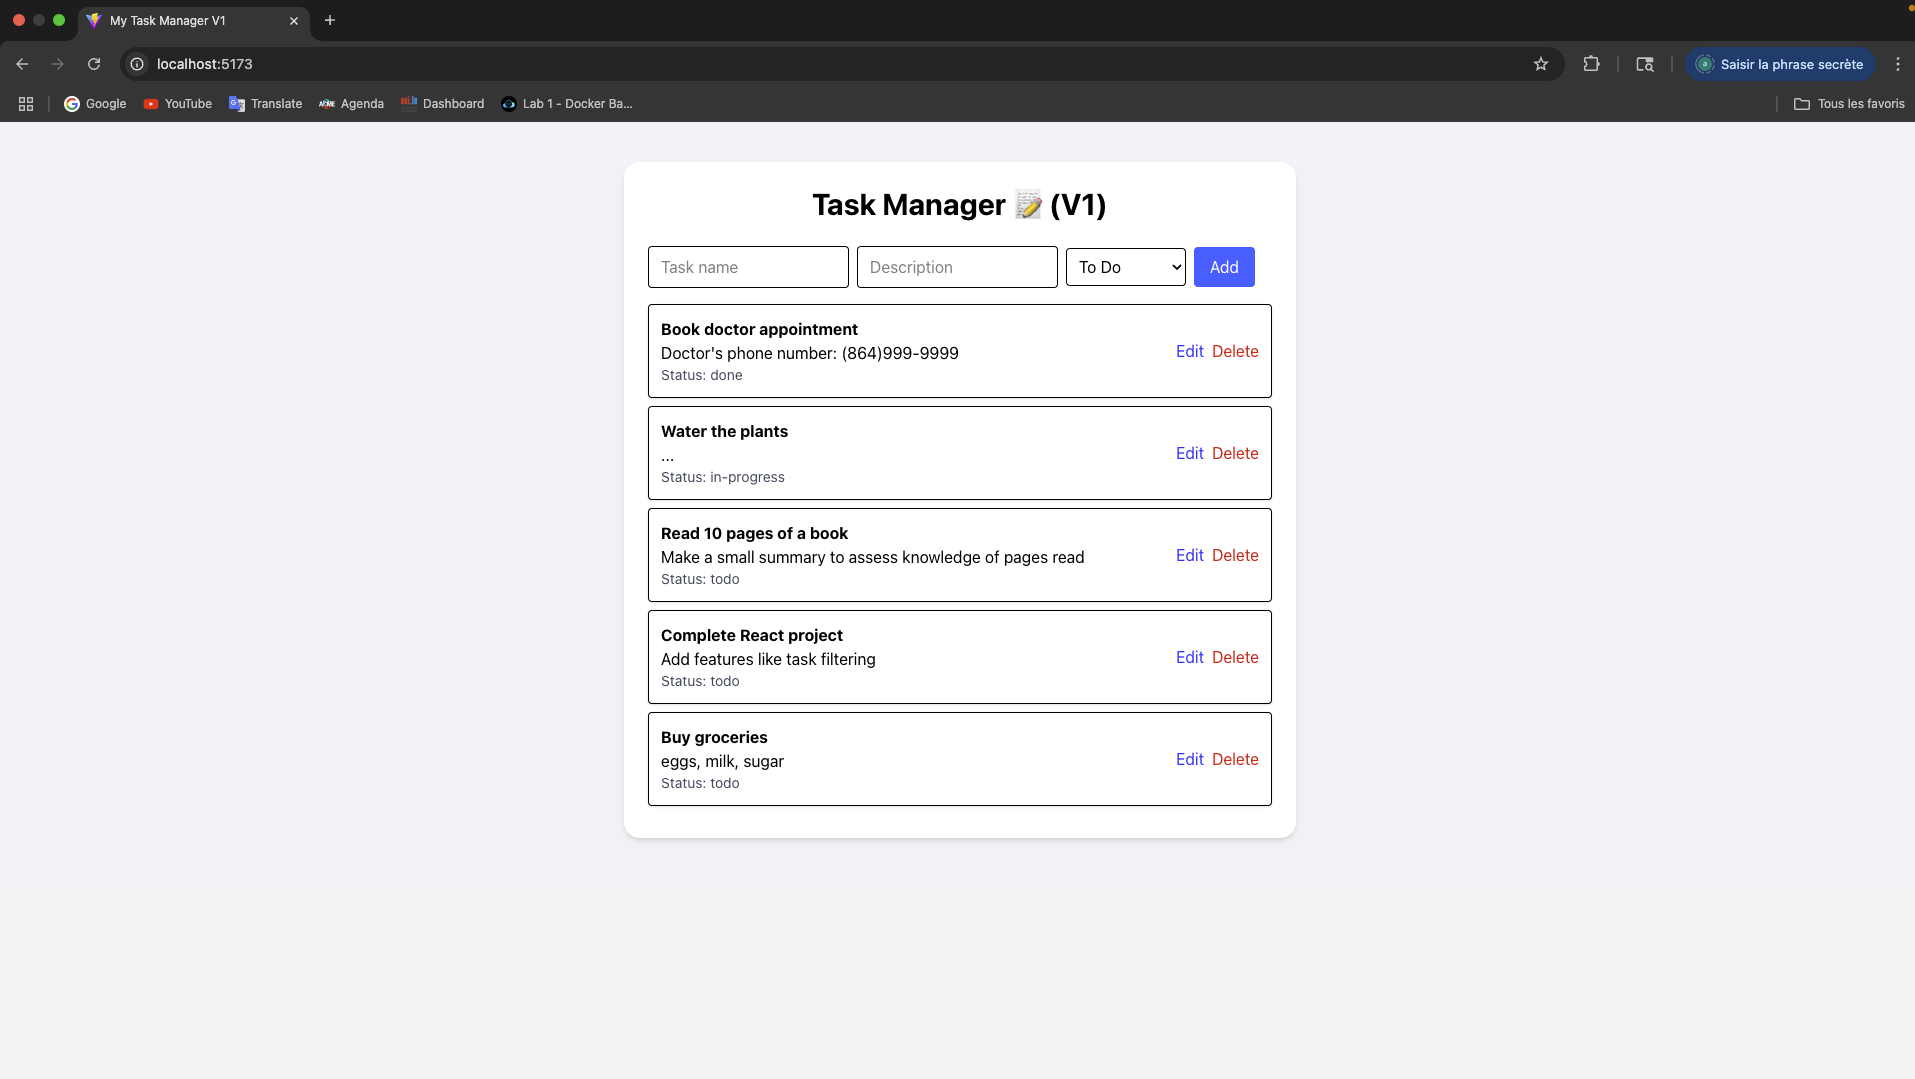 My Task Manager V1
localhost:5173
Saisir la phrase secrète
Google YouTube Translate Agenda Dashboard Lab 1 - Docker Ba... Tous les favoris
Task Manager 📝 (V1)
Task name Description To Do Add
Book doctor appointment
Doctor's phone number: (864)999-9999
Status: done
Edit Delete
Water the plants
...
Status: in-progress
Edit Delete
Read 10 pages of a book
Make a small summary to assess knowledge of pages read
Status: todo
Edit Delete
Complete React project
Add features like task filtering
Status: todo
Edit Delete
Buy groceries
eggs, milk, sugar
Status: todo
Edit Delete